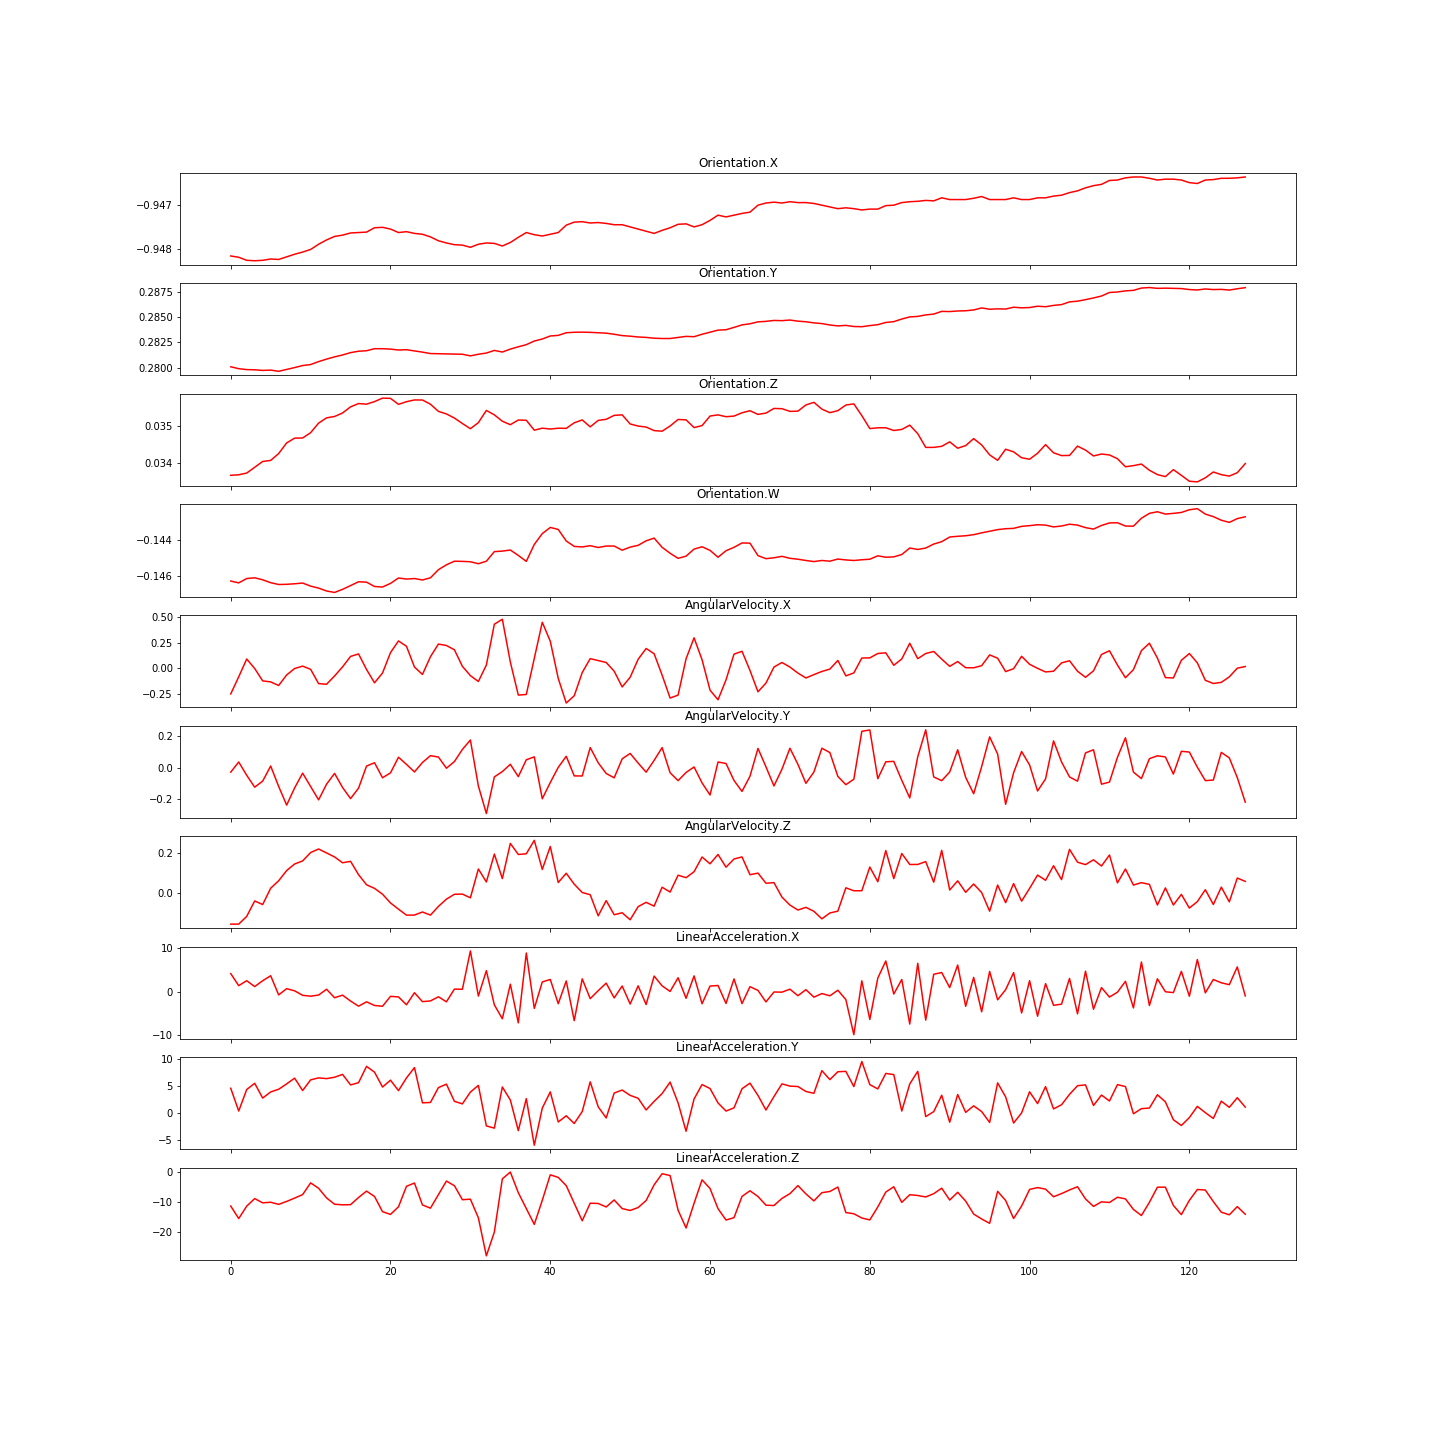 Orientation.X
−0.947
−0.948
Orientation.Y
0.2875
0.2850
0.2825
0.2800
Orientation.Z
0.035
0.034
Orientation.W
−0.144
−0.146
AngularVelocity.X
0.50
0.25
0.00
−0.25
AngularVelocity.Y
0.2
0.0
−0.2
AngularVelocity.Z
0.2
0.0
LinearAcceleration.X
10
0
−10
LinearAcceleration.Y
10
5
0
−5
LinearAcceleration.Z
0
−10
−20
0 20 40 60 80 100 120